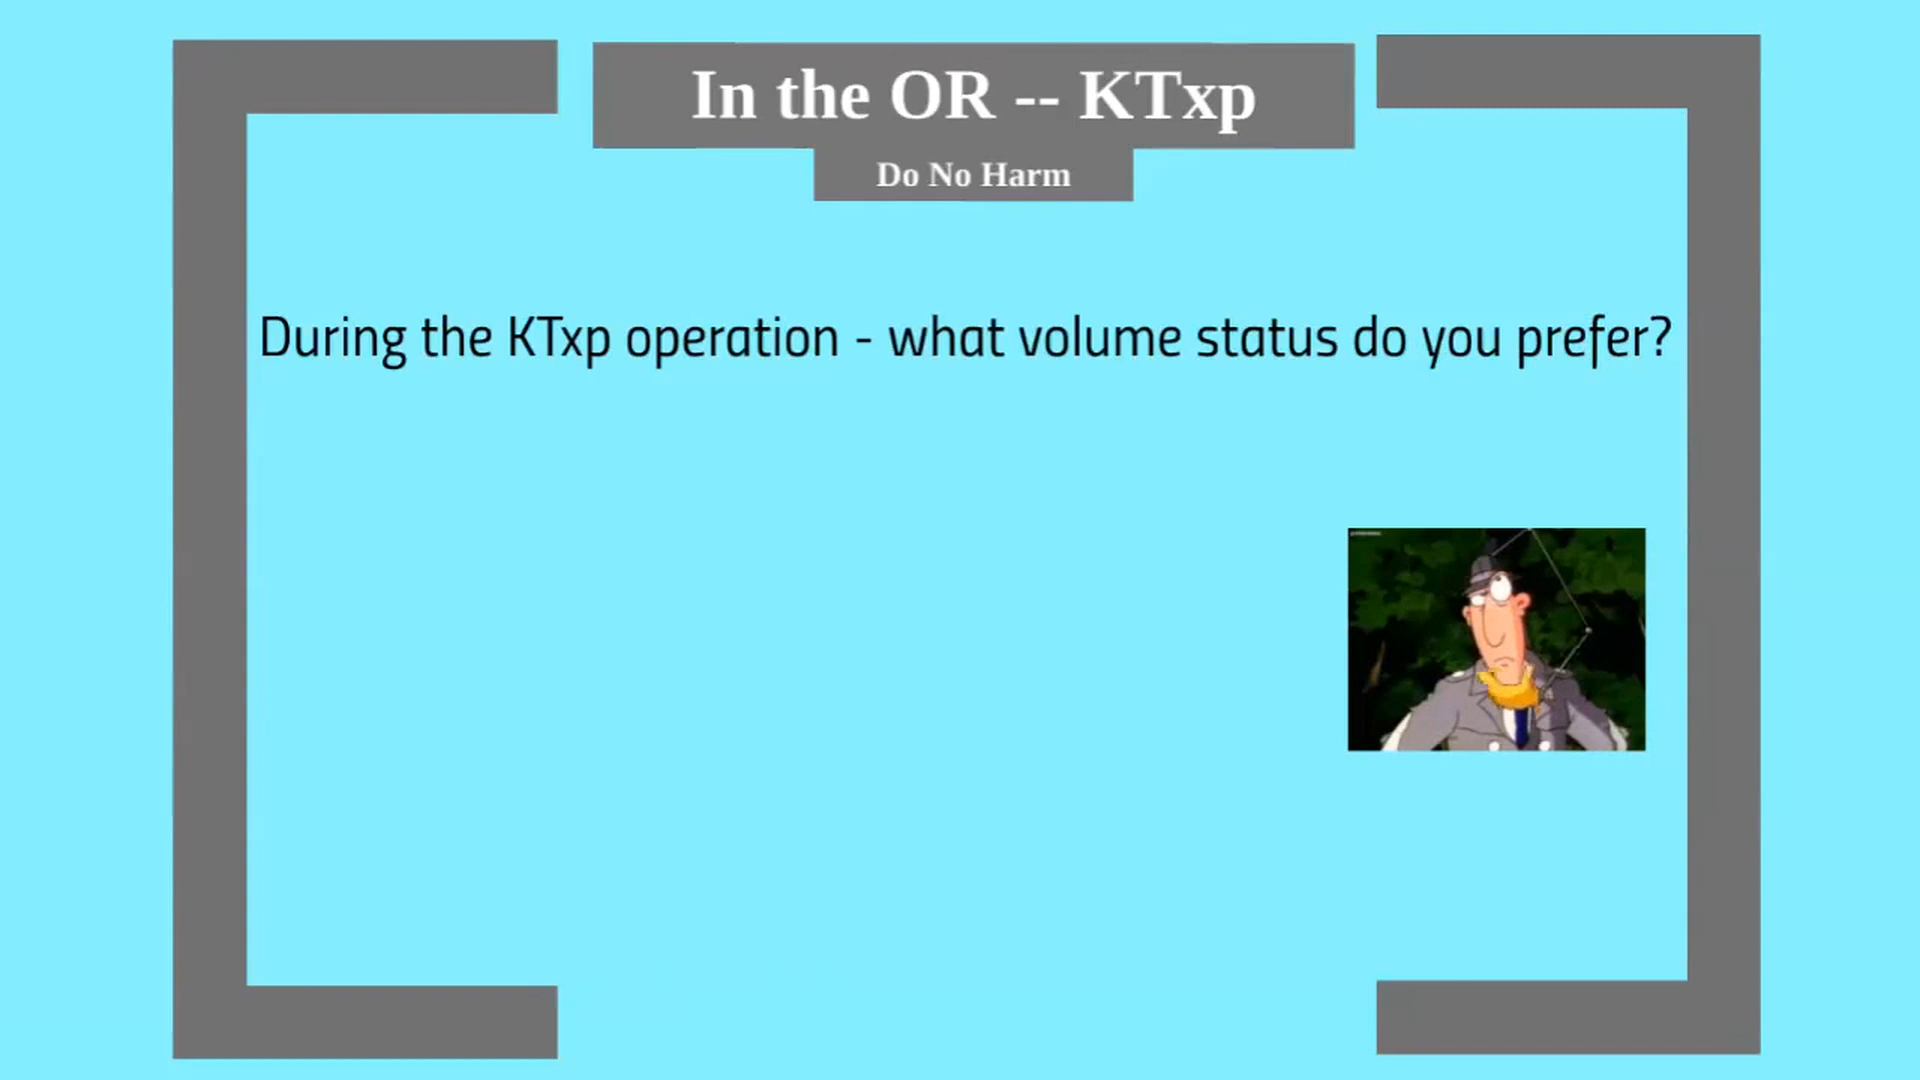 In the OR -- KTxp
Do No Harm
During the KTxp operation - what volume status do you prefer?